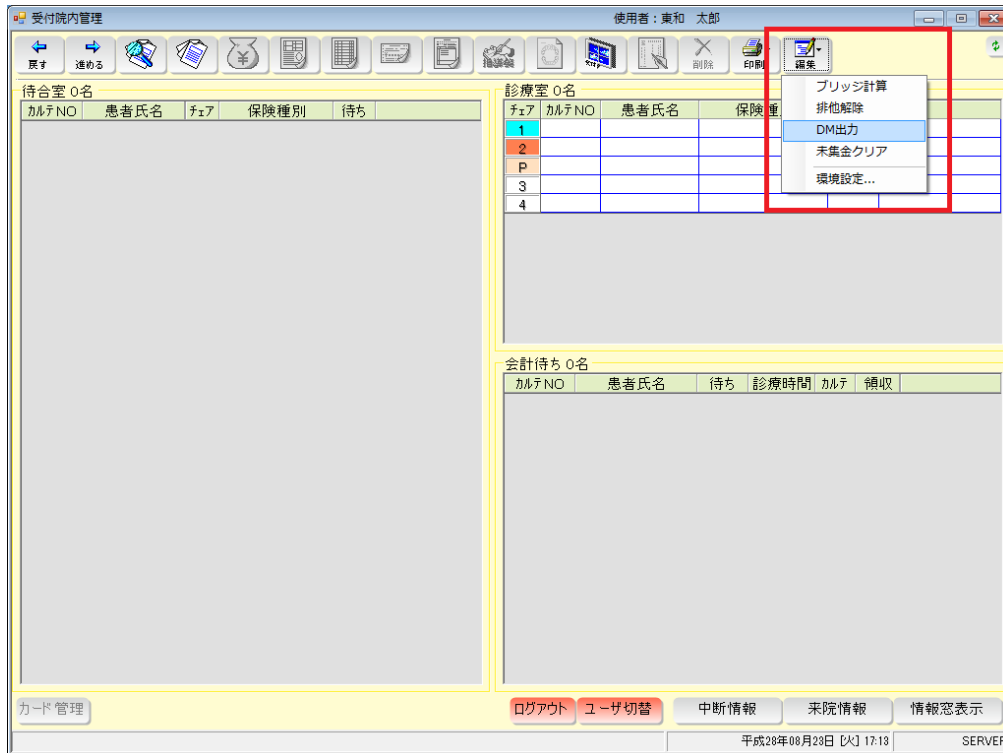 受付院内管理
使用者：東和 太郎
戻す 進める 指導録 削除 印刷 編集
ブリッジ計算
排他解除
DM出力
未集金クリア
環境設定...
待合室 0名
カルテNO 患者氏名 チェア 保険種別 待ち
診療室 0名
チェア カルテNO 患者氏名 保険種
1
2
P
3
4
会計待ち 0名
カルテNO 患者氏名 待ち 診療時間 カルテ 領収
カード管理 ログアウト ユーザ切替 中断情報 来院情報 情報窓表示
平成28年08月23日 [火] 17:13 SERVER